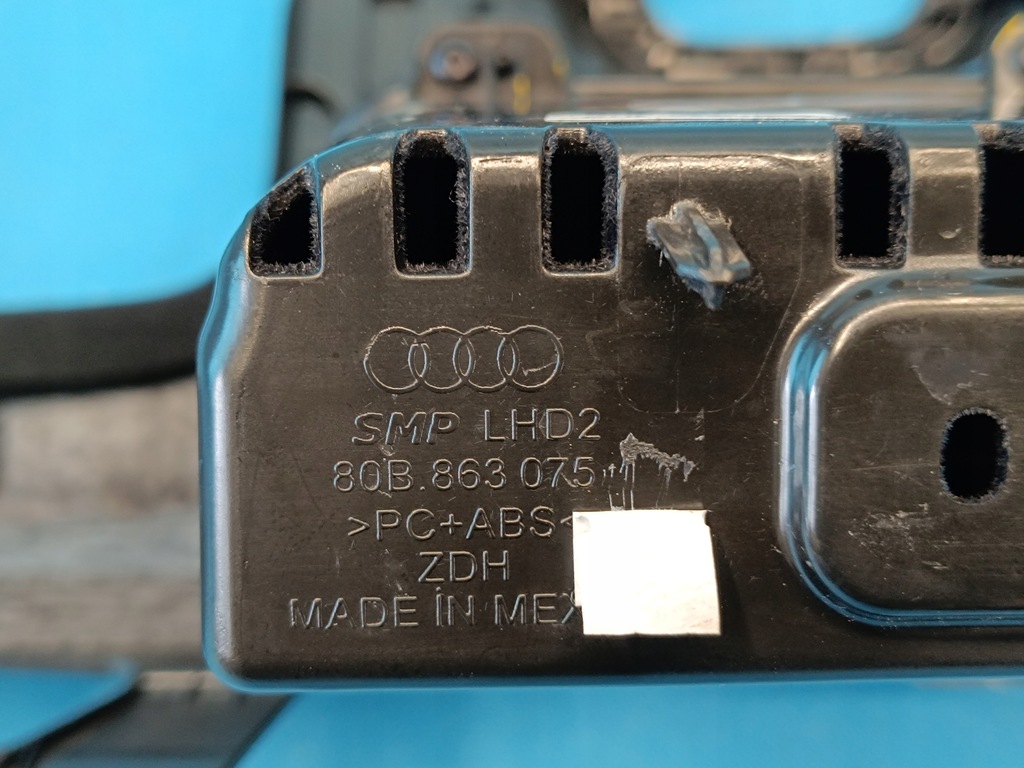 SMP LHD2
80B.863 075
>PC+ABS<
ZDH
MADE IN MEX